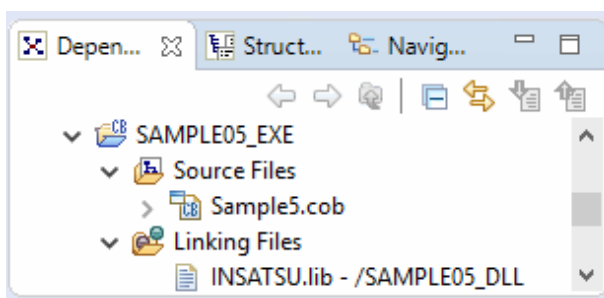 Depen... Struct... Navig...
SAMPLE05_EXE
Source Files
Sample5.cob
Linking Files
INSATSU.lib - /SAMPLE05_DLL